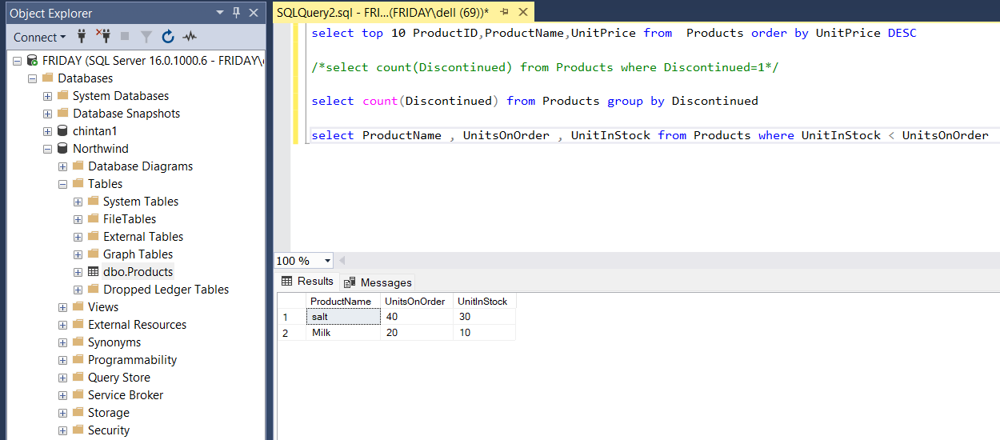 Object Explorer
Connect
FRIDAY (SQL Server 16.0.1000.6 - FRIDAY\
Databases
System Databases
Database Snapshots
chintan1
Northwind
Database Diagrams
Tables
System Tables
FileTables
External Tables
Graph Tables
dbo.Products
Dropped Ledger Tables
Views
External Resources
Synonyms
Programmability
Query Store
Service Broker
Storage
Security
SQLQuery2.sql - FRI...(FRIDAY\dell (69))*
select top 10 ProductID,ProductName,UnitPrice from  Products order by UnitPrice DESC
/*select count(Discontinued) from Products where Discontinued=1*/
select count(Discontinued) from Products group by Discontinued
select ProductName , UnitsOnOrder , UnitInStock from Products where UnitInStock < UnitsOnOrder
100 %
Results Messages
ProductName UnitsOnOrder UnitInStock
1 salt 40 30
2 Milk 20 10